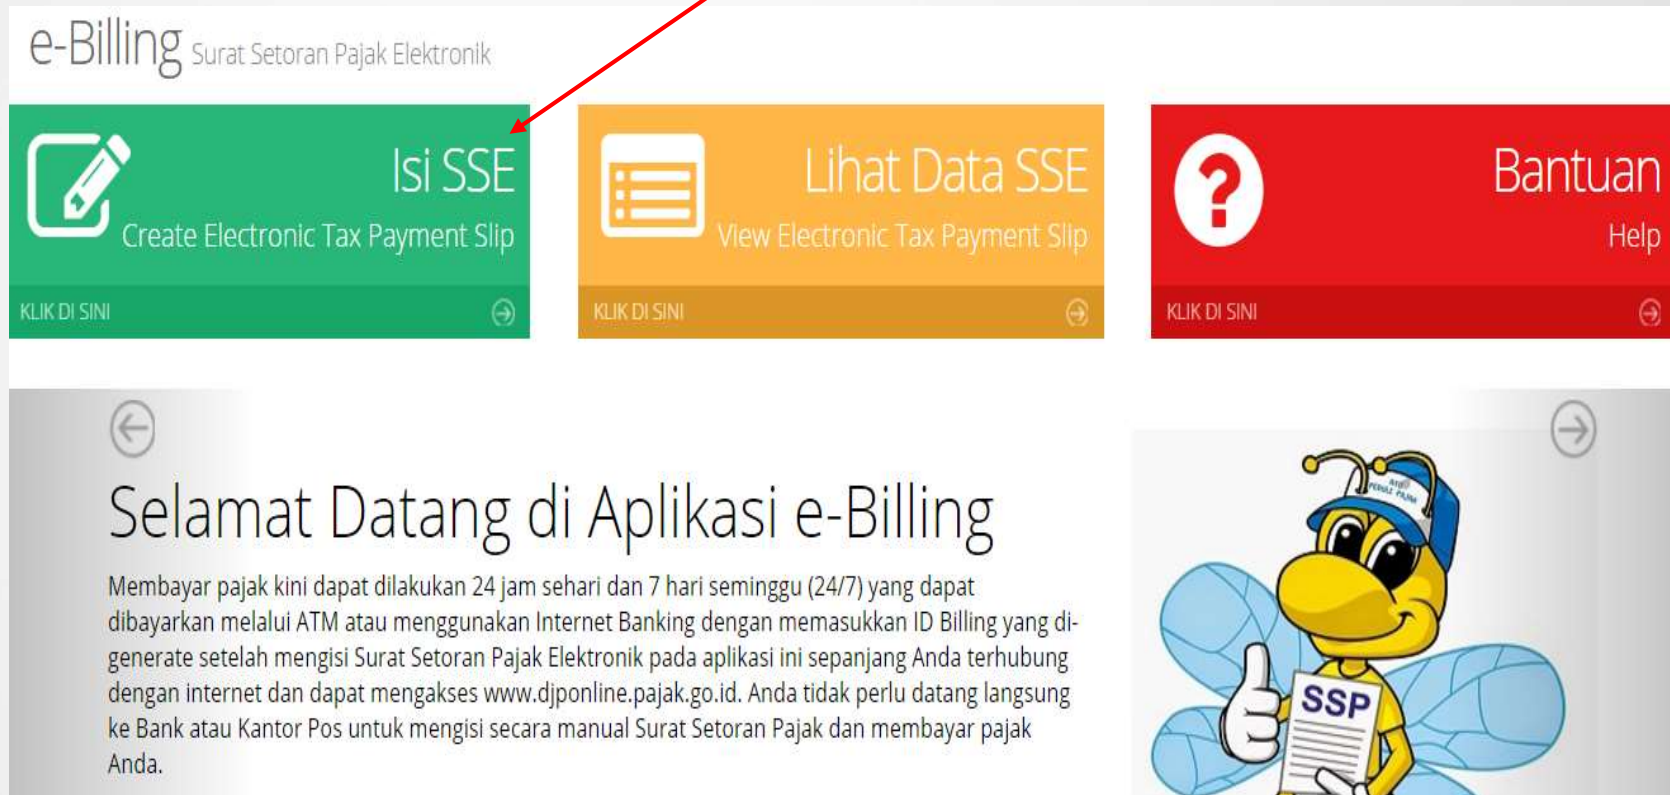 e-Billing Surat Setoran Pajak Elektronik
Isi SSE
Create Electronic Tax Payment Slip
KLIK DI SINI
Lihat Data SSE
View Electronic Tax Payment Slip
KLIK DI SINI
Bantuan
Help
KLIK DI SINI
Selamat Datang di Aplikasi e-Billing
Membayar pajak kini dapat dilakukan 24 jam sehari dan 7 hari seminggu (24/7) yang dapat
dibayarkan melalui ATM atau menggunakan Internet Banking dengan memasukkan ID Billing yang di-
generate setelah mengisi Surat Setoran Pajak Elektronik pada aplikasi ini sepanjang Anda terhubung
dengan internet dan dapat mengakses www.djponline.pajak.go.id. Anda tidak perlu datang langsung
ke Bank atau Kantor Pos untuk mengisi secara manual Surat Setoran Pajak dan membayar pajak
Anda.
PEDULI PAJAK
SSP